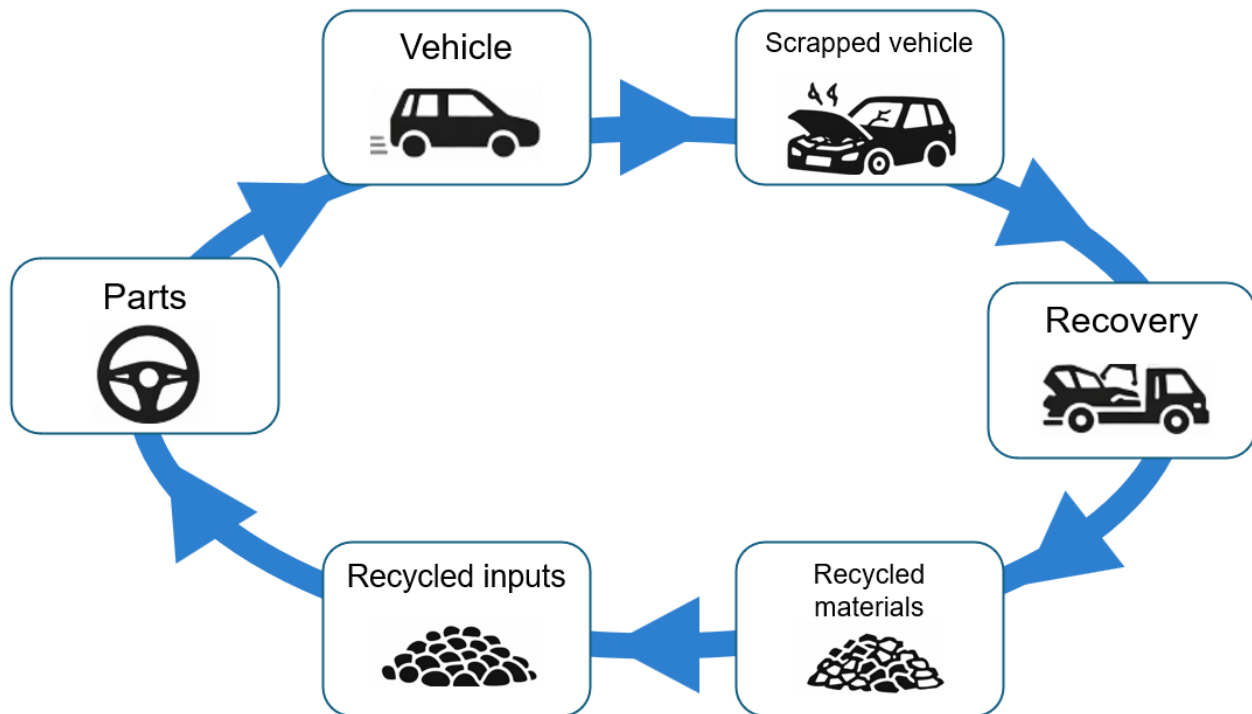 Vehicle
Scrapped vehicle
Parts
Recovery
Recycled inputs
Recycled
materials